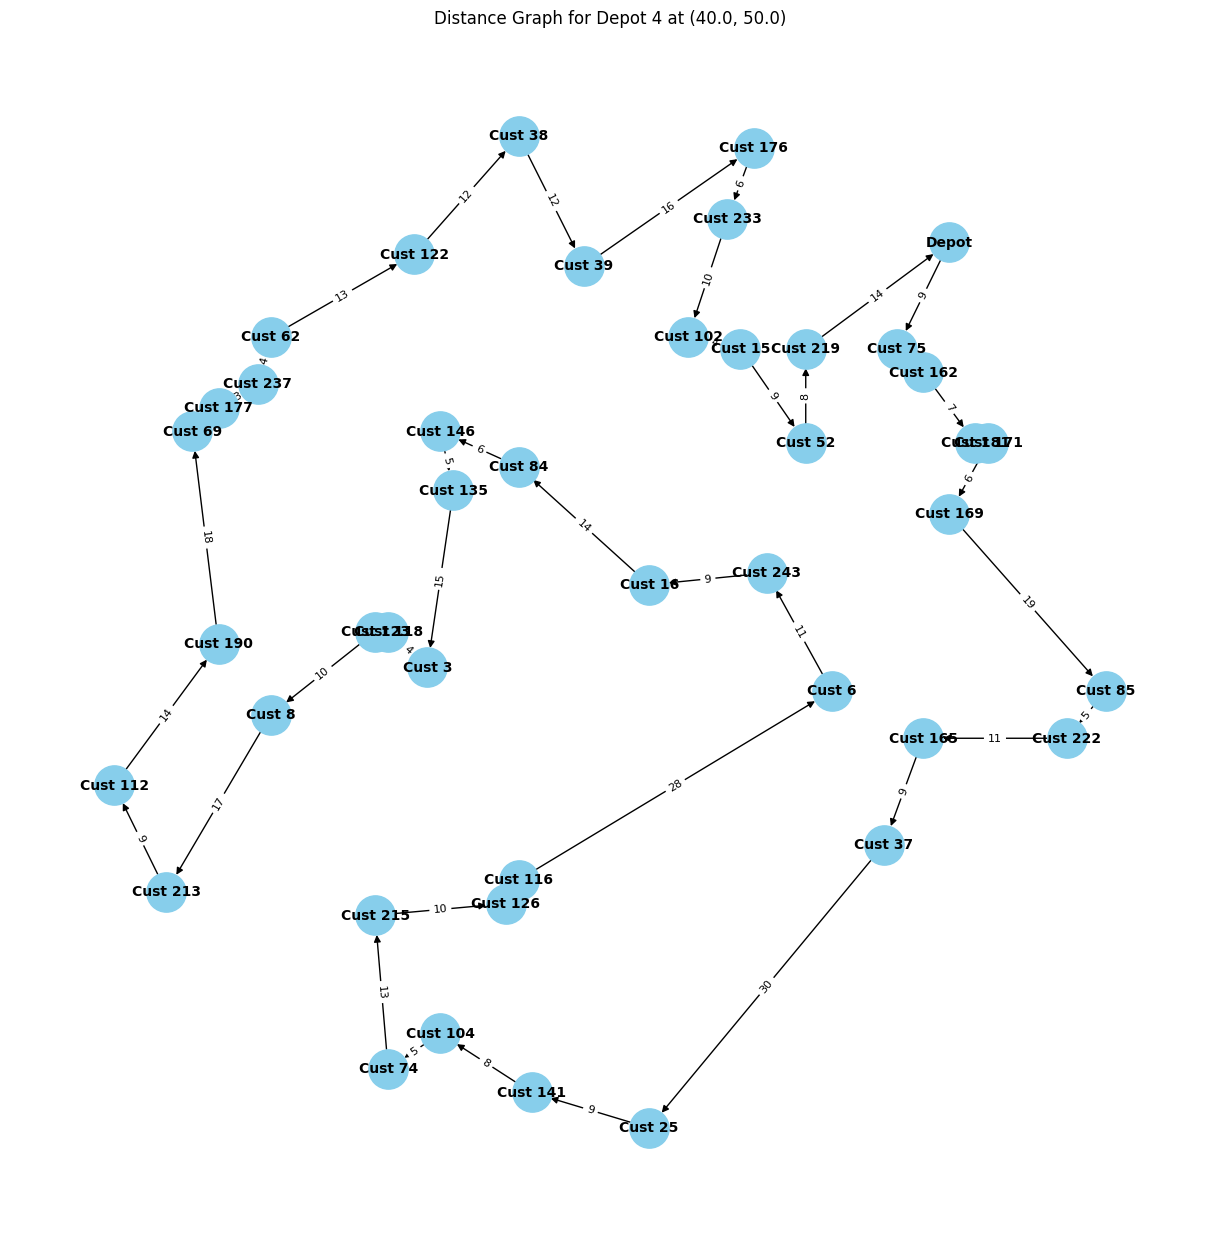 Distance Graph for Depot 4 at (40.0, 50.0)
Cust 38
Cust 176
12
12
6
16
Cust 233
Depot
Cust 122
Cust 39
10
13
14
9
Cust 62
Cust 102
Cust 15
Cust 219
Cust 75
4
Cust 237
Cust 162
3
9
8
7
Cust 177
Cust 69
Cust 146
Cust 52
Cust 171
6
5
Cust 84
6
Cust 135
Cust 169
18
14
15
Cust 16
9
Cust 243
19
Cust 118
11
Cust 190
4
Cust 3
10
Cust 8
14
Cust 6
Cust 85
5
Cust 165
11
Cust 222
Cust 112
28
9
17
9
Cust 37
Cust 213
Cust 116
Cust 126
Cust 215
10
13
30
Cust 104
5
8
Cust 74
Cust 141
9
Cust 25